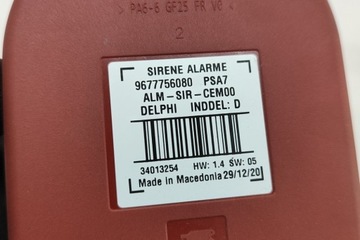 > PA6-6 GF25 FR V0 <
2
SIRENE ALARME
9677756080 PSA7
ALM-SIR-CEM00
DELPHI INDDEL: D
34013254 HW: 1.4 SW: 05
Made in Macedonia 29/12/20